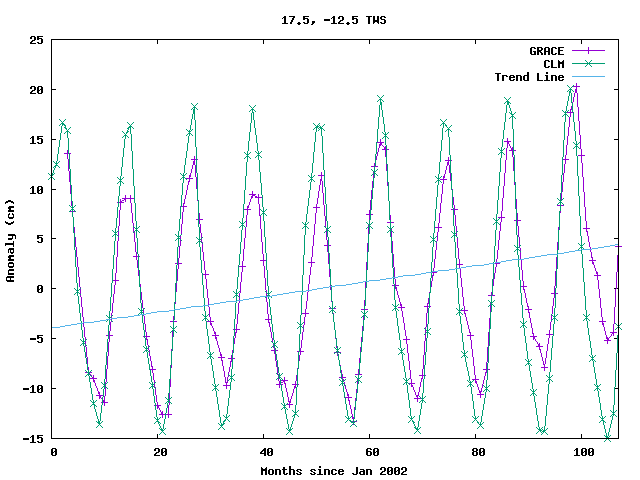 17.5, -12.5 TWS
GRACE
CLM
Trend Line
25
20
15
10
5
0
-5
-10
-15
Anomaly (cm)
0 20 40 60 80 100
Months since Jan 2002